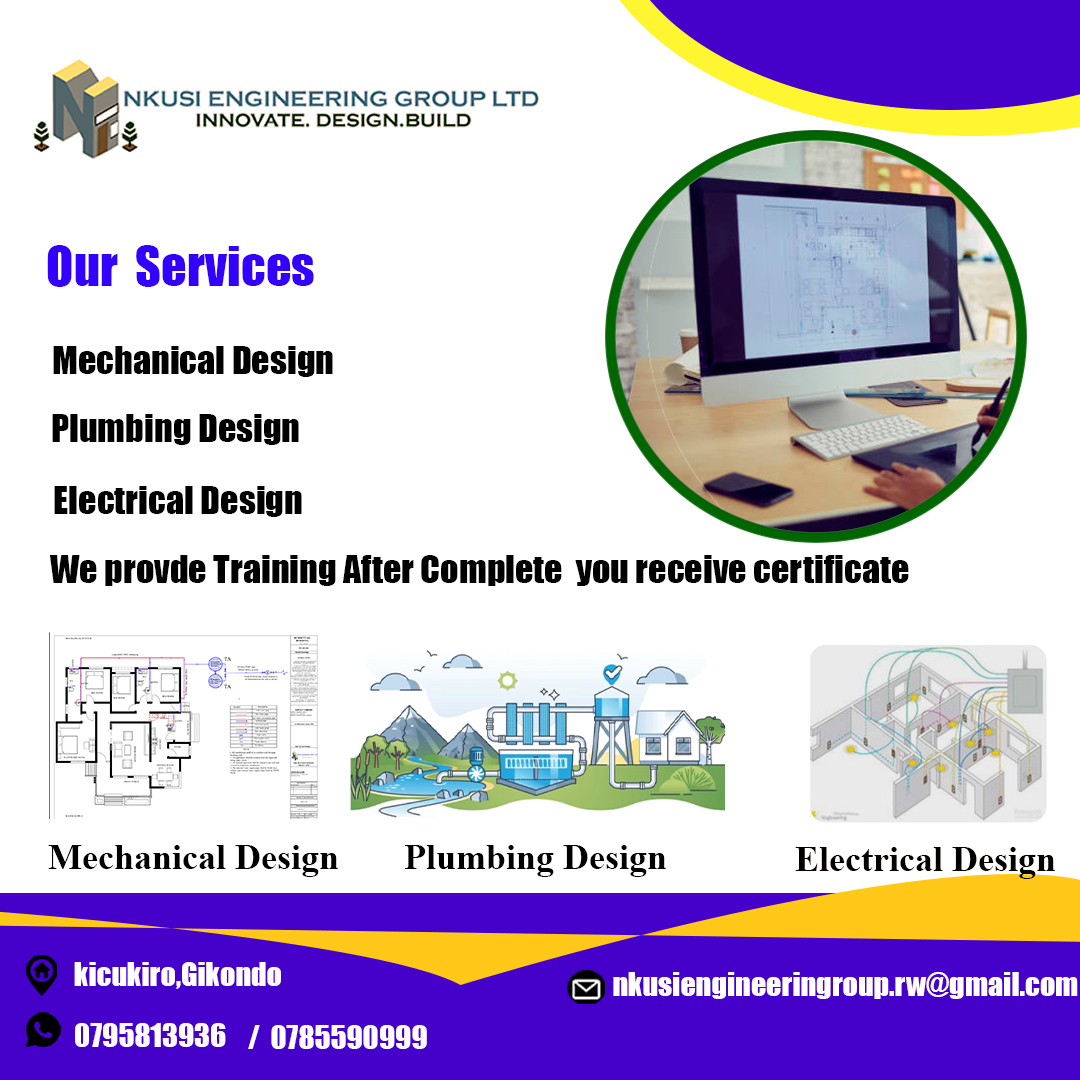 NKUSI ENGINEERING GROUP LTD
INNOVATE. DESIGN.BUILD
Our Services
Mechanical Design
Plumbing Design
Electrical Design
We provde Training After Complete you receive certificate
Mechanical Design
Plumbing Design
Electrical Design
kicukiro,Gikondo
nkusiengineeringroup.rw@gmail.com
0795813936 / 0785590999